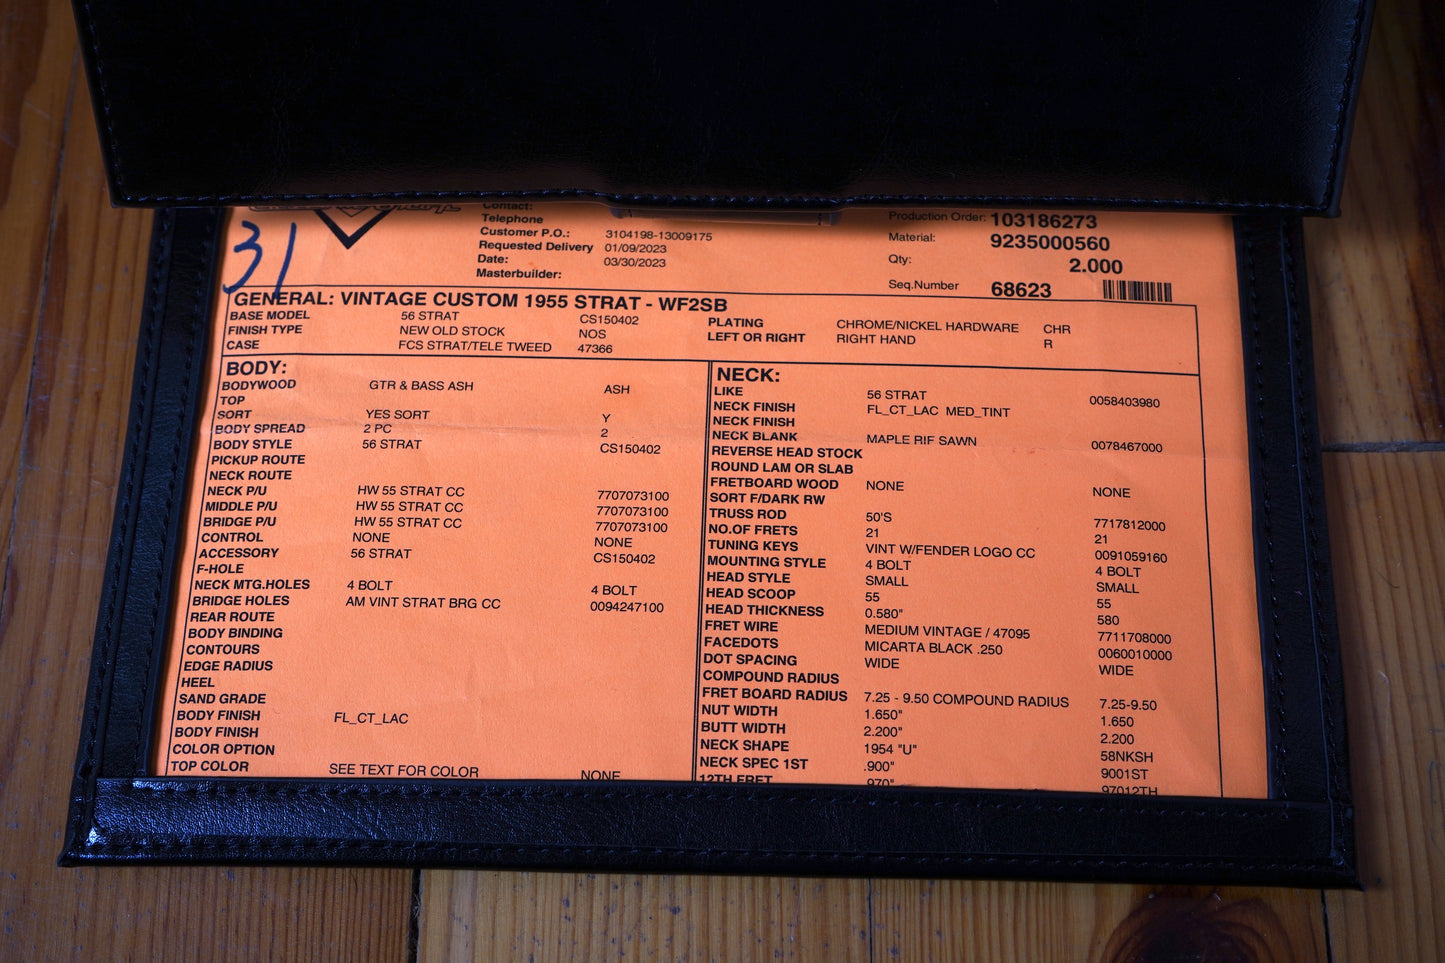 31
Contact:
Telephone
Customer P.O.: 3104198-13009175
Requested Delivery 01/09/2023
Date: 03/30/2023
Masterbuilder:
Production Order: 103186273
Material: 9235000560
Qty: 2.000
Seq.Number 68623
GENERAL: VINTAGE CUSTOM 1955 STRAT - WF2SB
BASE MODEL 56 STRAT CS150402
FINISH TYPE NEW OLD STOCK NOS
CASE FCS STRAT/TELE TWEED 47366
PLATING CHROME/NICKEL HARDWARE CHR
LEFT OR RIGHT RIGHT HAND R
BODY:
BODYWOOD GTR & BASS ASH ASH
TOP
SORT YES SORT Y
BODY SPREAD 2 PC 2
BODY STYLE 56 STRAT CS150402
PICKUP ROUTE
NECK ROUTE
NECK P/U HW 55 STRAT CC 7707073100
MIDDLE P/U HW 55 STRAT CC 7707073100
BRIDGE P/U HW 55 STRAT CC 7707073100
CONTROL NONE NONE
ACCESSORY 56 STRAT CS150402
F-HOLE
NECK MTG.HOLES 4 BOLT 4 BOLT
BRIDGE HOLES AM VINT STRAT BRG CC 0094247100
REAR ROUTE
BODY BINDING
CONTOURS
EDGE RADIUS
HEEL
SAND GRADE
BODY FINISH FL_CT_LAC
BODY FINISH
COLOR OPTION
TOP COLOR SEE TEXT FOR COLOR NONE
NECK:
LIKE 56 STRAT 0058403980
NECK FINISH FL_CT_LAC MED_TINT
NECK FINISH
NECK BLANK MAPLE RIF SAWN 0078467000
REVERSE HEAD STOCK
ROUND LAM OR SLAB
FRETBOARD WOOD NONE NONE
SORT F/DARK RW
TRUSS ROD 50'S 7717812000
NO.OF FRETS 21 21
TUNING KEYS VINT W/FENDER LOGO CC 0091059160
MOUNTING STYLE 4 BOLT 4 BOLT
HEAD STYLE SMALL SMALL
HEAD SCOOP 55 55
HEAD THICKNESS 0.580" 580
FRET WIRE MEDIUM VINTAGE / 47095 7711708000
FACEDOTS MICARTA BLACK .250 0060010000
DOT SPACING WIDE WIDE
COMPOUND RADIUS
FRET BOARD RADIUS 7.25 - 9.50 COMPOUND RADIUS 7.25-9.50
NUT WIDTH 1.650" 1.650
BUTT WIDTH 2.200" 2.200
NECK SHAPE 1954 "U" 58NKSH
NECK SPEC 1ST .900" 9001ST
12TH FRET .970" 97012TH